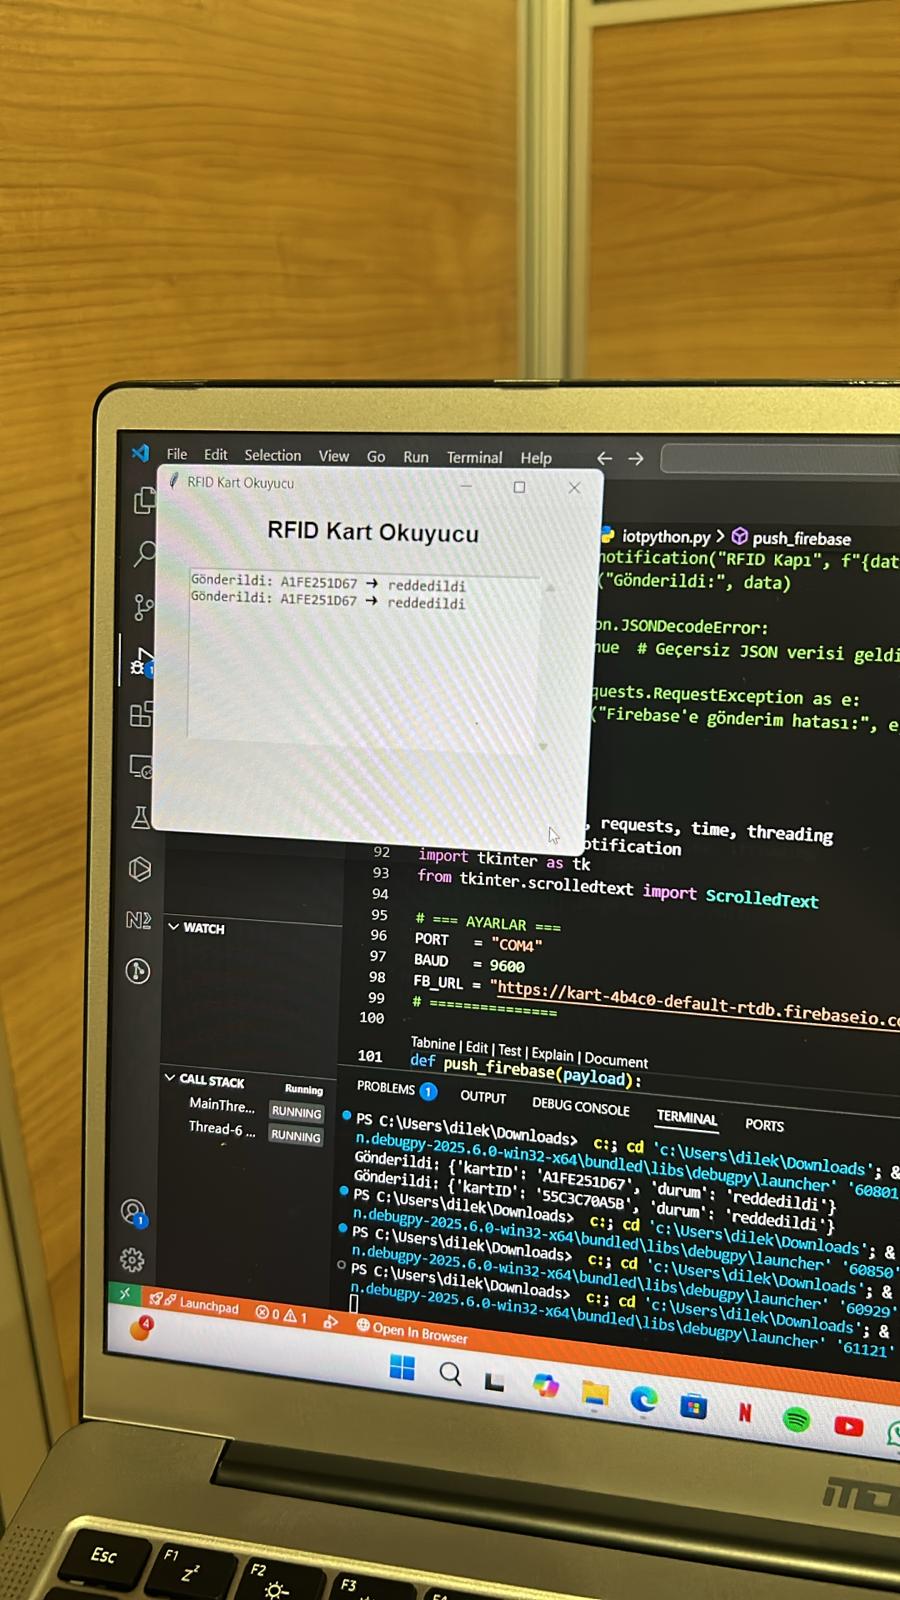 File Edit Selection View Go Run Terminal Help
RFID Kart Okuyucu
RFID Kart Okuyucu
Gönderildi: A1FE251D67 → reddedildi
Gönderildi: A1FE251D67 → reddedildi
iotpython.py > push_firebase
notification("RFID Kapı", f"{dat
("Gönderildi:", data)
on.JSONDecodeError:
nue # Geçersiz JSON verisi geldi
quests.RequestException as e:
("Firebase'e gönderim hatası:", e
, requests, time, threading
otification
92 import tkinter as tk
93 from tkinter.scrolledtext import ScrolledText
94
95 # === AYARLAR ===
96 PORT = "COM4"
97 BAUD = 9600
98 FB_URL = "https://kart-4b4c0-default-rtdb.firebaseio.co
99 # ===============
100
Tabnine | Edit | Test | Explain | Document
101 def push_firebase(payload):
WATCH
CALL STACK Running
MainThre... RUNNING
Thread-6 ... RUNNING
PROBLEMS 1 OUTPUT DEBUG CONSOLE TERMINAL PORTS
PS C:\Users\dilek\Downloads> c:; cd 'c:\Users\dilek\Downloads'; &
n.debugpy-2025.6.0-win32-x64\bundled\libs\debugpy\launcher' '60801'
Gönderildi: {'kartID': 'A1FE251D67', 'durum': 'reddedildi'}
Gönderildi: {'kartID': '55C3C70A5B', 'durum': 'reddedildi'}
PS C:\Users\dilek\Downloads> c:; cd 'c:\Users\dilek\Downloads'; &
n.debugpy-2025.6.0-win32-x64\bundled\libs\debugpy\launcher' '60850'
PS C:\Users\dilek\Downloads> c:; cd 'c:\Users\dilek\Downloads'; &
n.debugpy-2025.6.0-win32-x64\bundled\libs\debugpy\launcher' '60929'
PS C:\Users\dilek\Downloads> c:; cd 'c:\Users\dilek\Downloads'; &
n.debugpy-2025.6.0-win32-x64\bundled\libs\debugpy\launcher' '61121'
Launchpad 0 1 Open In Browser
4
Esc F1 F2 F3